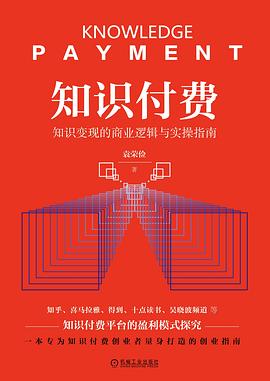 KNOWLEDGE
PAYMENT
知识付费
知识变现的商业逻辑与实操指南
袁荣俭
著
知乎、喜马拉雅、得到、十点读书、吴晓波频道 等
知识付费平台的盈利模式探究
一本专为知识付费创业者量身打造的创业指南
机械工业出版社